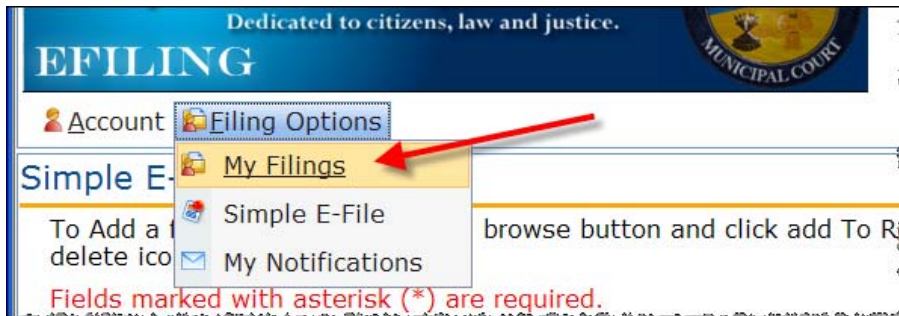 Dedicated to citizens, law and justice.
EFILING
MUNICIPAL COURT
Account Filing Options
My Filings
Simple E-
Simple E-File
To Add a browse button and click add To
delete ico
My Notifications
Fields marked with asterisk (*) are required.